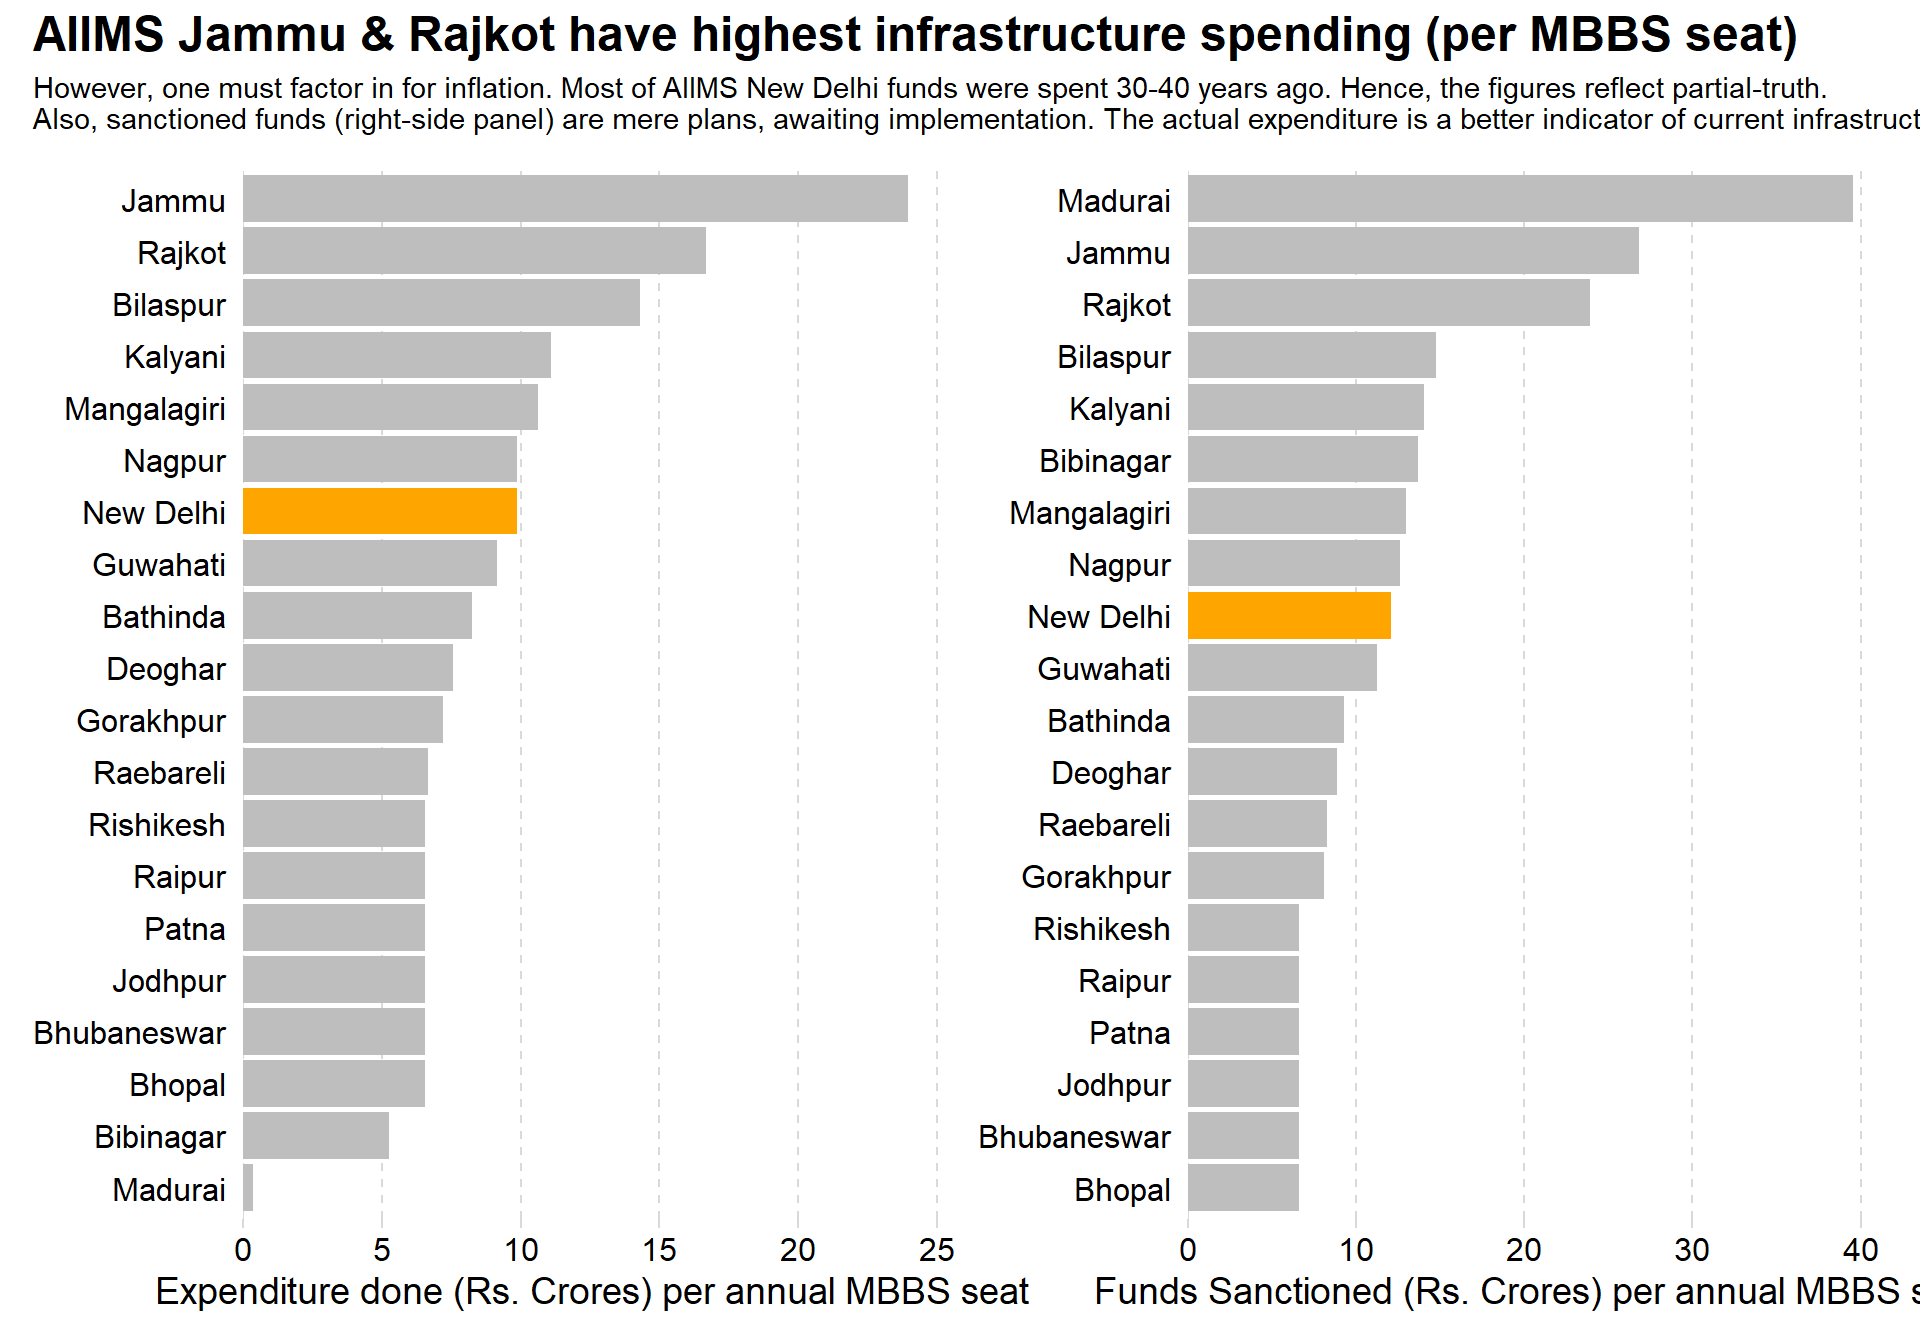 AIIMS Jammu & Rajkot have highest infrastructure spending (per MBBS seat)
However, one must factor in for inflation. Most of AIIMS New Delhi funds were spent 30-40 years ago. Hence, the figures reflect partial-truth.
Also, sanctioned funds (right-side panel) are mere plans, awaiting implementation. The actual expenditure is a better indicator of current infrastruct
Jammu
Rajkot
Bilaspur
Kalyani
Mangalagiri
Nagpur
New Delhi
Guwahati
Bathinda
Deoghar
Gorakhpur
Raebareli
Rishikesh
Raipur
Patna
Jodhpur
Bhubaneswar
Bhopal
Bibinagar
Madurai
0 5 10 15 20 25
Expenditure done (Rs. Crores) per annual MBBS seat
Madurai
Jammu
Rajkot
Bilaspur
Kalyani
Bibinagar
Mangalagiri
Nagpur
New Delhi
Guwahati
Bathinda
Deoghar
Raebareli
Gorakhpur
Rishikesh
Raipur
Patna
Jodhpur
Bhubaneswar
Bhopal
0 10 20 30 40
Funds Sanctioned (Rs. Crores) per annual MBBS s